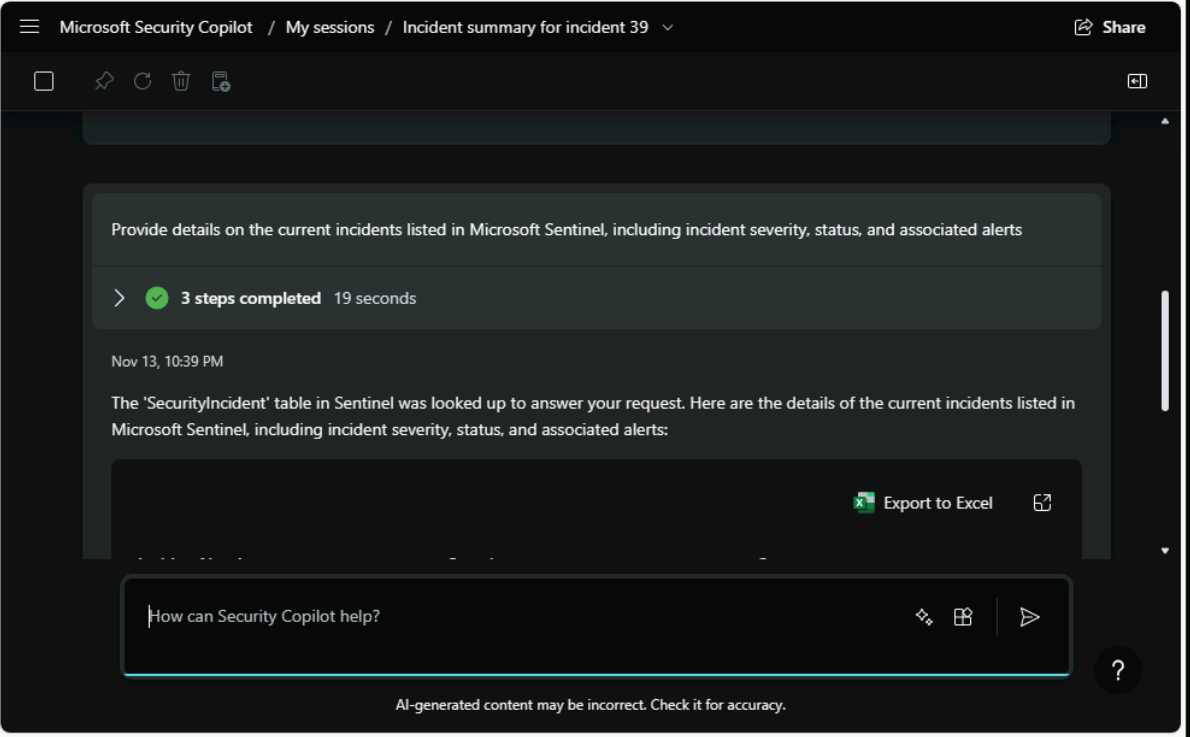 Microsoft Security Copilot / My sessions / Incident summary for incident 39
Share
Provide details on the current incidents listed in Microsoft Sentinel, including incident severity, status, and associated alerts
3 steps completed 19 seconds
Nov 13, 10:39 PM
The 'SecurityIncident' table in Sentinel was looked up to answer your request. Here are the details of the current incidents listed in
Microsoft Sentinel, including incident severity, status, and associated alerts:
Export to Excel
How can Security Copilot help?
?
AI-generated content may be incorrect. Check it for accuracy.